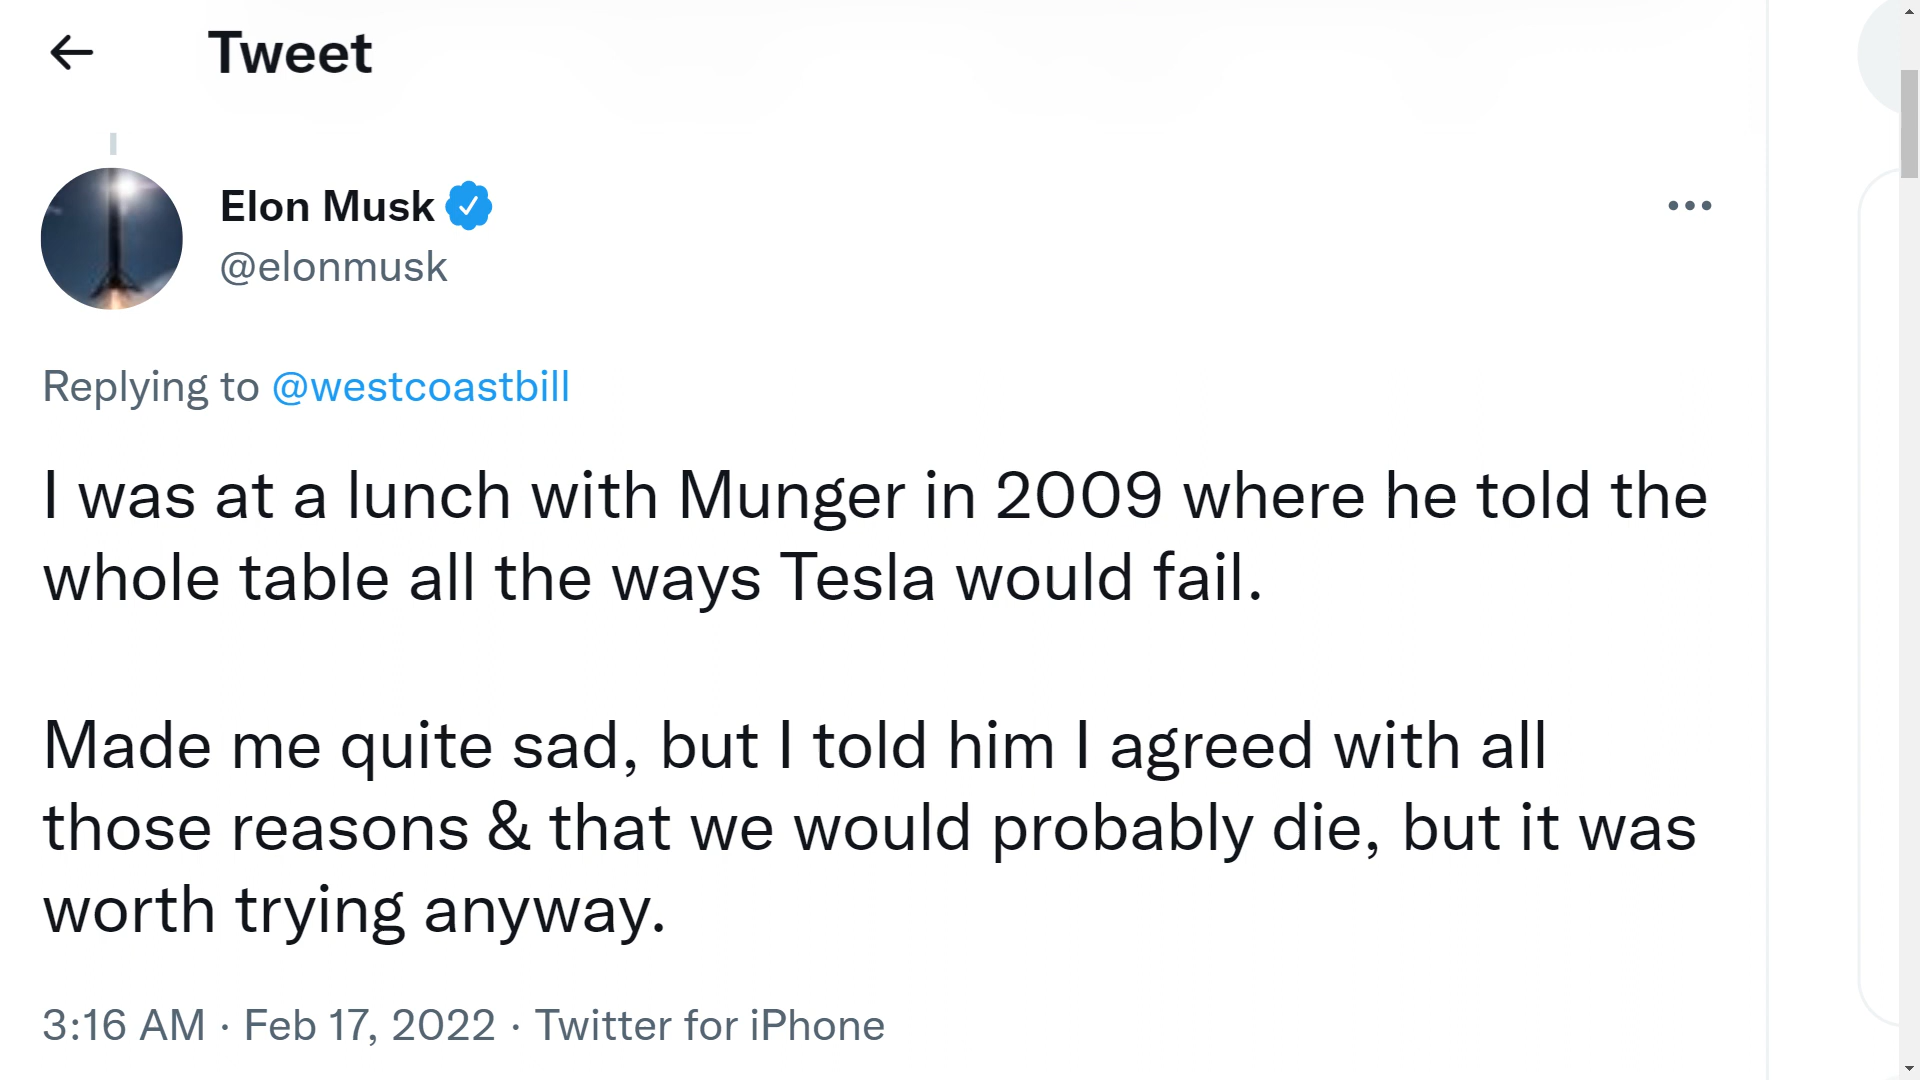 Tweet
Elon Musk
@elonmusk
Replying to @westcoastbill
I was at a lunch with Munger in 2009 where he told the
whole table all the ways Tesla would fail.
Made me quite sad, but I told him I agreed with all
those reasons & that we would probably die, but it was
worth trying anyway.
3:16 AM · Feb 17, 2022 · Twitter for iPhone